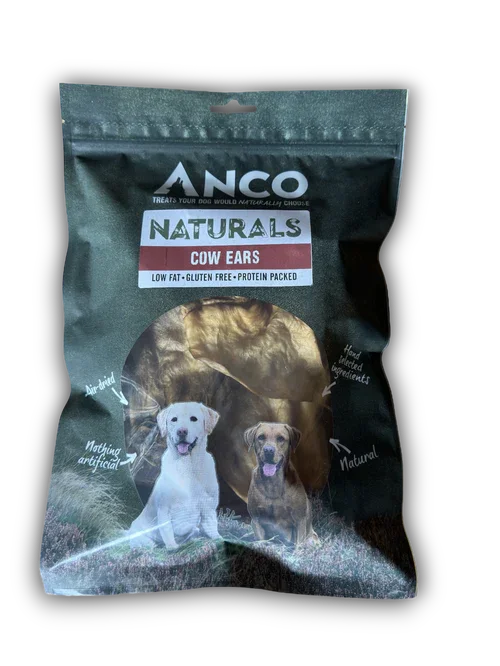 ANCO
TREATS YOUR DOG WOULD NATURALLY CHOOSE
NATURALS
COW EARS
LOW FAT • GLUTEN FREE • PROTEIN PACKED
Hand
selected
ingredients
Air-dried
Nothing
artificial
Natural